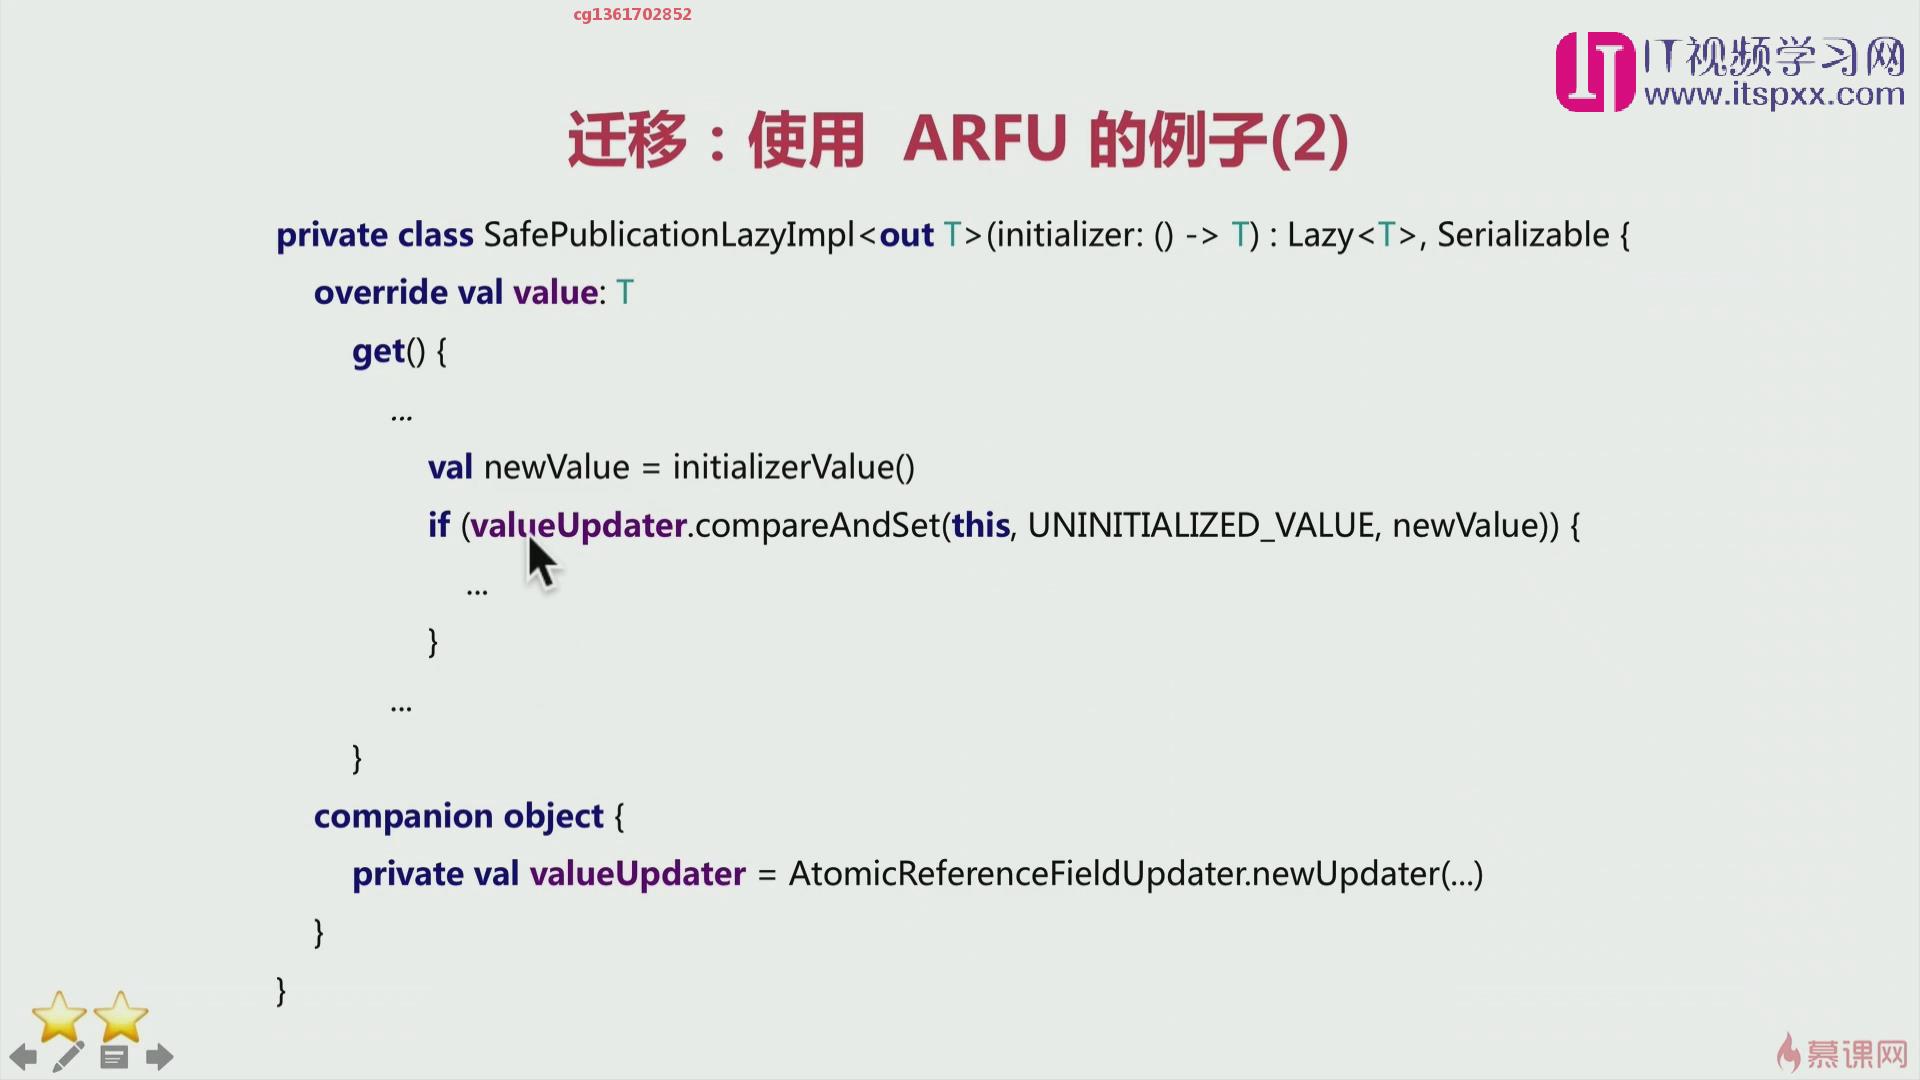 cg1361702852
IT视频学习网
www.itspxx.com
迁移：使用 ARFU 的例子(2)
private class SafePublicationLazyImpl<out T>(initializer: () -> T) : Lazy<T>, Serializable {
override val value: T
get() {
...
val newValue = initializerValue()
if (valueUpdater.compareAndSet(this, UNINITIALIZED_VALUE, newValue)) {
...
}
...
}
companion object {
private val valueUpdater = AtomicReferenceFieldUpdater.newUpdater(...)
}
}
慕课网